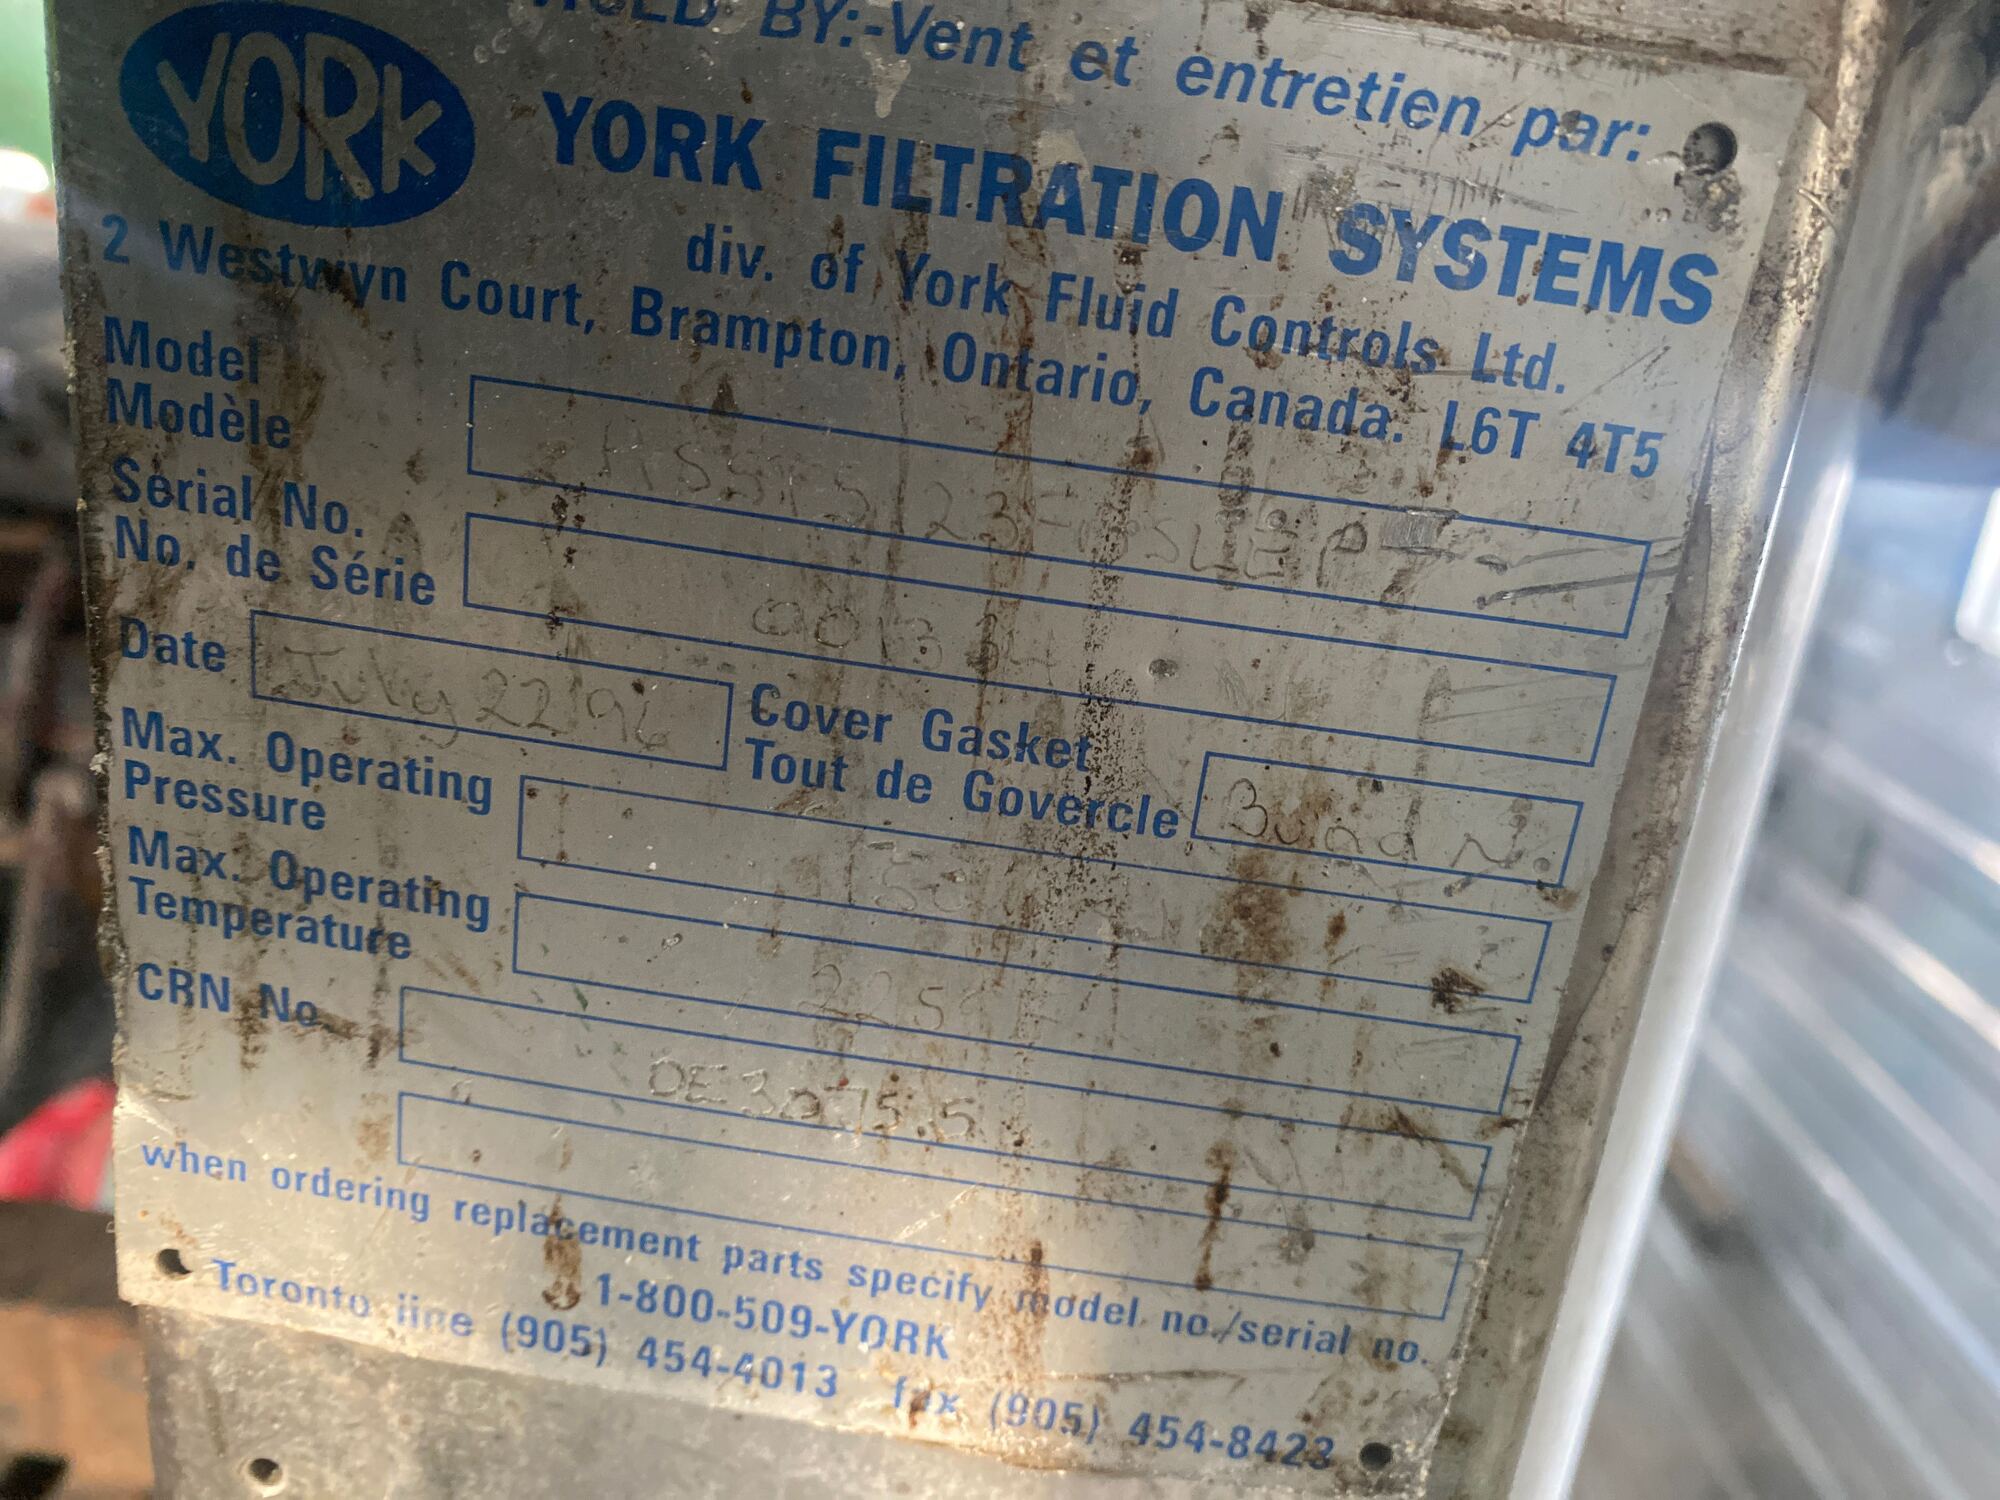 BY:-Vent et entretien par:
YORK
YORK FILTRATION SYSTEMS
div. of York Fluid Controls Ltd.
2 Westwyn Court, Brampton, Ontario, Canada. L6T 4T5
Model
Modèle
Serial No.
No. de Série
Date July 22'96
Cover Gasket
Tout de Govercle
Max. Operating
Pressure
Max. Operating
Temperature
CRN No. OE3075.5
when ordering replacement parts specify model no./serial no.
1-800-509-YORK
Toronto line (905) 454-4013 fax (905) 454-8423